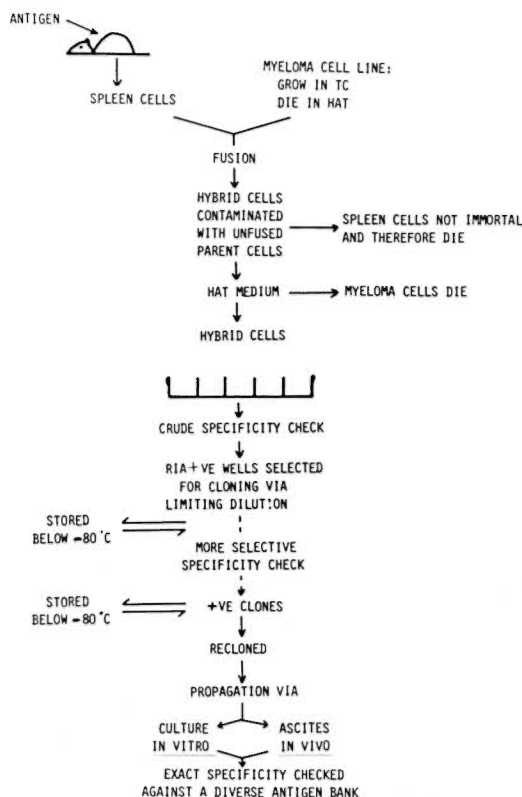 ANTIGEN
MYELOMA CELL LINE:
GROW IN TC
DIE IN HAT
SPLEEN CELLS
FUSION
HYBRID CELLS
CONTAMINATED
WITH UNFUSED
PARENT CELLS
SPLEEN CELLS NOT IMMORTAL
AND THEREFORE DIE
HAT MEDIUM
MYELOMA CELLS DIE
HYBRID CELLS
CRUDE SPECIFICITY CHECK
RIA+VE WELLS SELECTED
FOR CLONING VIA
LIMITING DILUTION
STORED
BELOW -80°C
MORE SELECTIVE
SPECIFICITY CHECK
STORED
BELOW -80°C
+VE CLONES
RECLONED
PROPAGATION VIA
CULTURE
IN VITRO
ASCITES
IN VIVO
EXACT SPECIFICITY CHECKED
AGAINST A DIVERSE ANTIGEN BANK